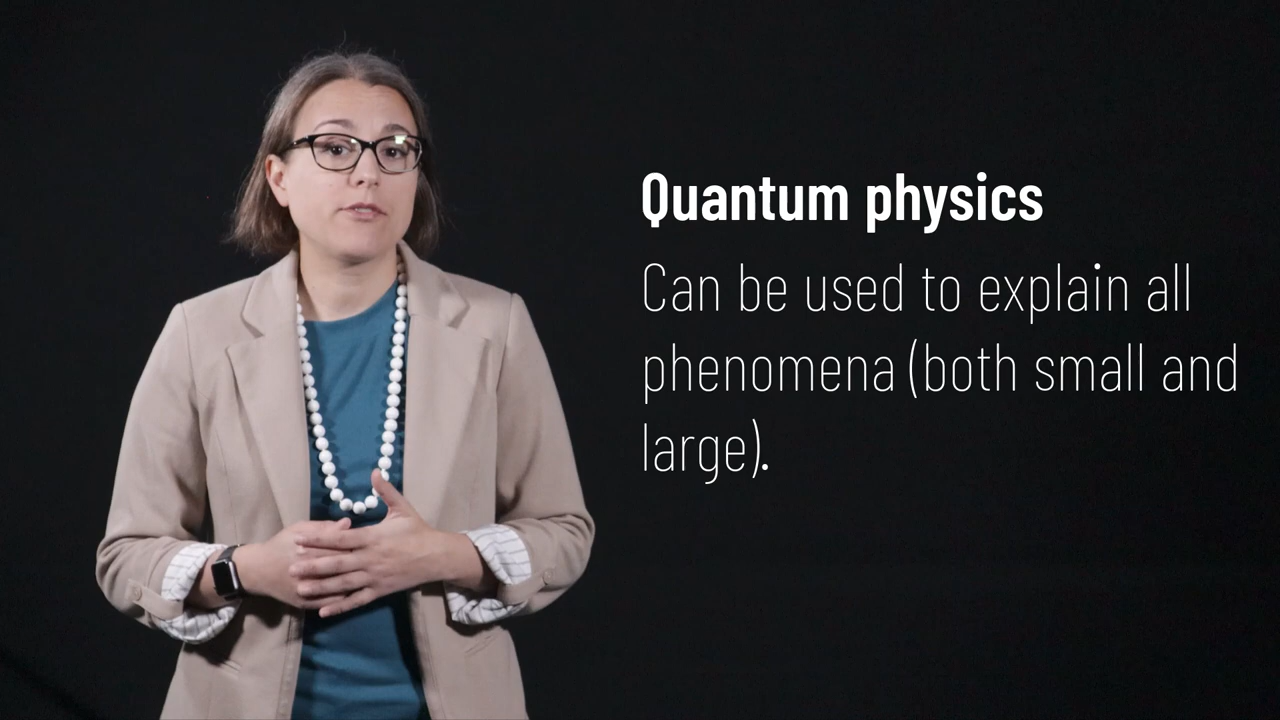 Quantum physics
Can be used to explain all
phenomena (both small and
large).